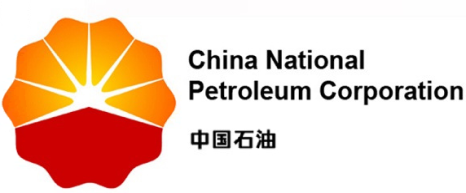 China National
Petroleum Corporation
中国石油